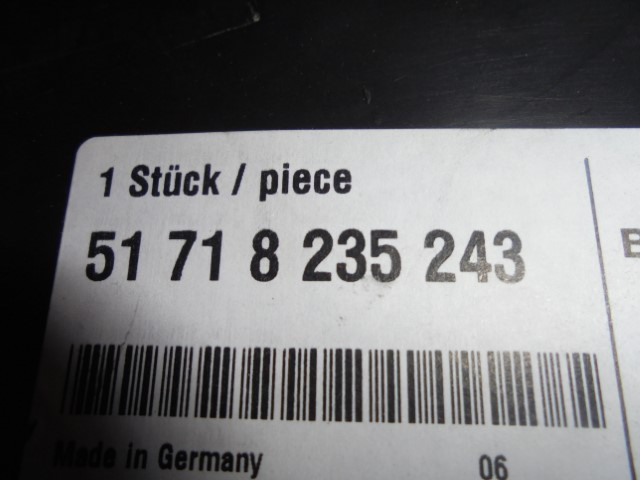 1 Stück / piece
51 71 8 235 243
B
Made in Germany 06